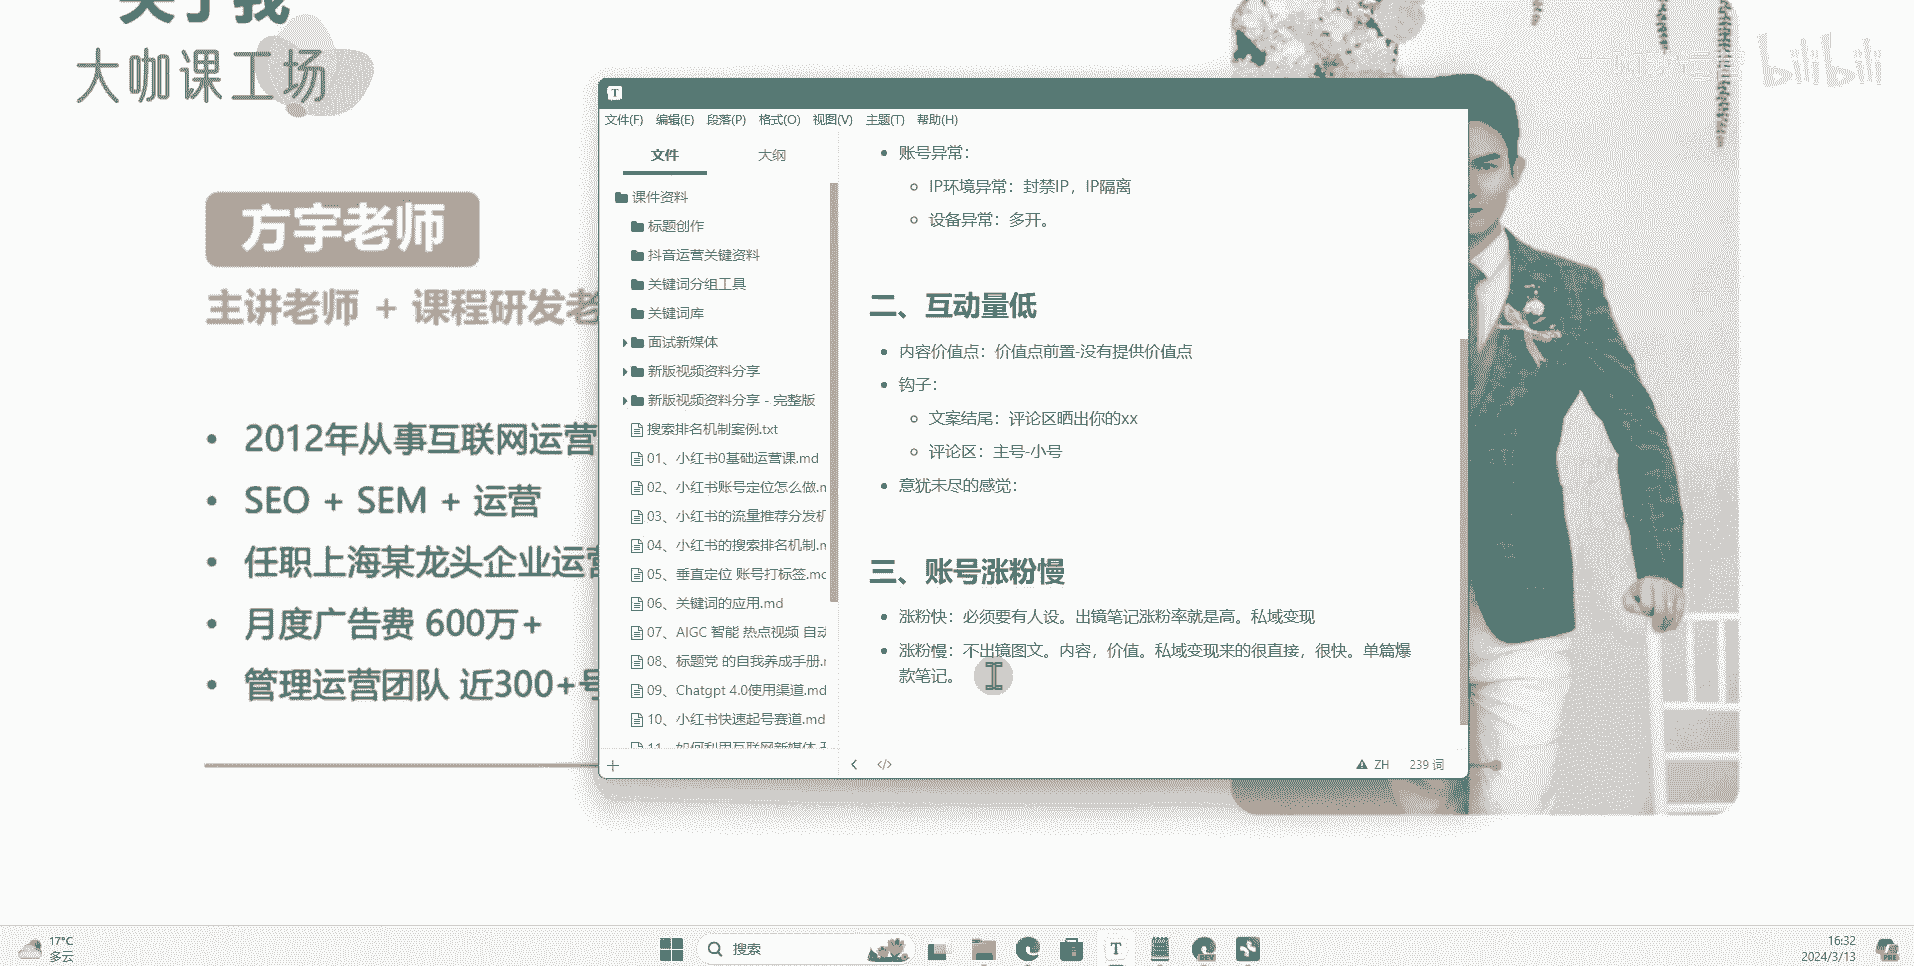 关于我
大咖课工场
bilibili
方宇老师
主讲老师 + 课程研发老
• 2012年从事互联网运营
• SEO + SEM + 运营
• 任职上海某龙头企业运营
• 月度广告费 600万+
• 管理运营团队 近300+号
T
文件(F) 编辑(E) 段落(P) 格式(O) 视图(V) 主题(T) 帮助(H)
文件 大纲
课件资料
标题创作
抖音运营关键资料
关键词分组工具
关键词库
面试新媒体
新版视频资料分享
新版视频资料分享 - 完整版
搜索排名机制案例.txt
01、小红书0基础运营课.md
02、小红书账号定位怎么做.m
03、小红书的流量推荐分发机
04、小红书的搜索排名机制.m
05、垂直定位 账号打标签.mc
06、关键词的应用.md
07、AIGC 智能 热点视频 自动
08、标题党 的自我养成手册.r
09、Chatgpt 4.0使用渠道.md
10、小红书快速起号赛道.md
11、如何利用互联网新媒体
• 账号异常：
IP环境异常：封禁IP，IP隔离
设备异常：多开。
二、互动量低
• 内容价值点：价值点前置-没有提供价值点
• 钩子：
文案结尾：评论区晒出你的xx
评论区：主号-小号
• 意犹未尽的感觉：
三、账号涨粉慢
• 涨粉快：必须要有人设。出镜笔记涨粉率就是高。私域变现
• 涨粉慢：不出镜图文。内容，价值。私域变现来的很直接，很快。单篇爆
款笔记。
ZH 239 词
17°C
多云
搜索
T
DEV
16:32
2024/3/13
PRE